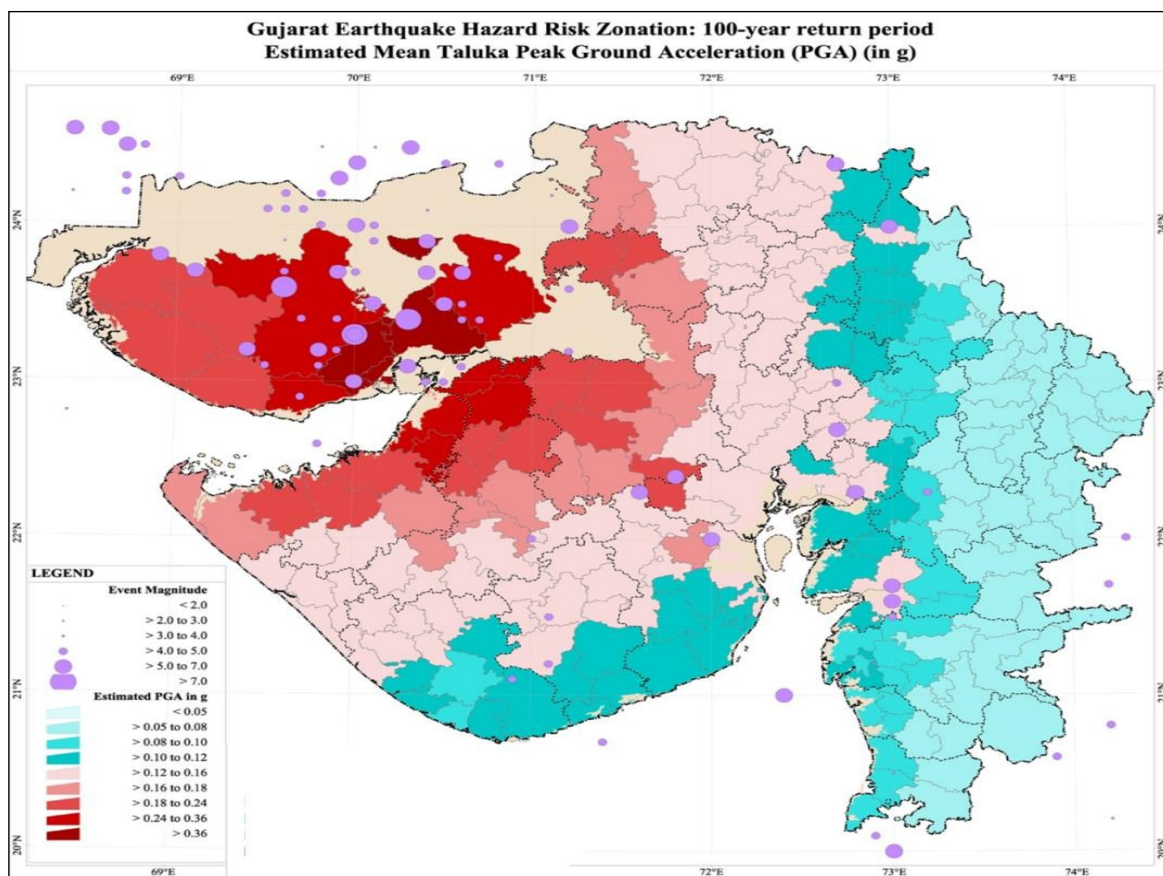 Gujarat Earthquake Hazard Risk Zonation: 100-year return period
Estimated Mean Taluka Peak Ground Acceleration (PGA) (in g)
69°E 70°E 71°E 72°E 73°E 74°E
24°N 24°N
23°N 23°N
22°N 22°N
21°N 21°N
20°N 20°N
LEGEND
Event Magnitude
< 2.0
> 2.0 to 3.0
> 3.0 to 4.0
> 4.0 to 5.0
> 5.0 to 7.0
> 7.0
Estimated PGA in g
< 0.05
> 0.05 to 0.08
> 0.08 to 0.10
> 0.10 to 0.12
> 0.12 to 0.16
> 0.16 to 0.18
> 0.18 to 0.24
> 0.24 to 0.36
> 0.36
69°E 72°E 73°E 74°E